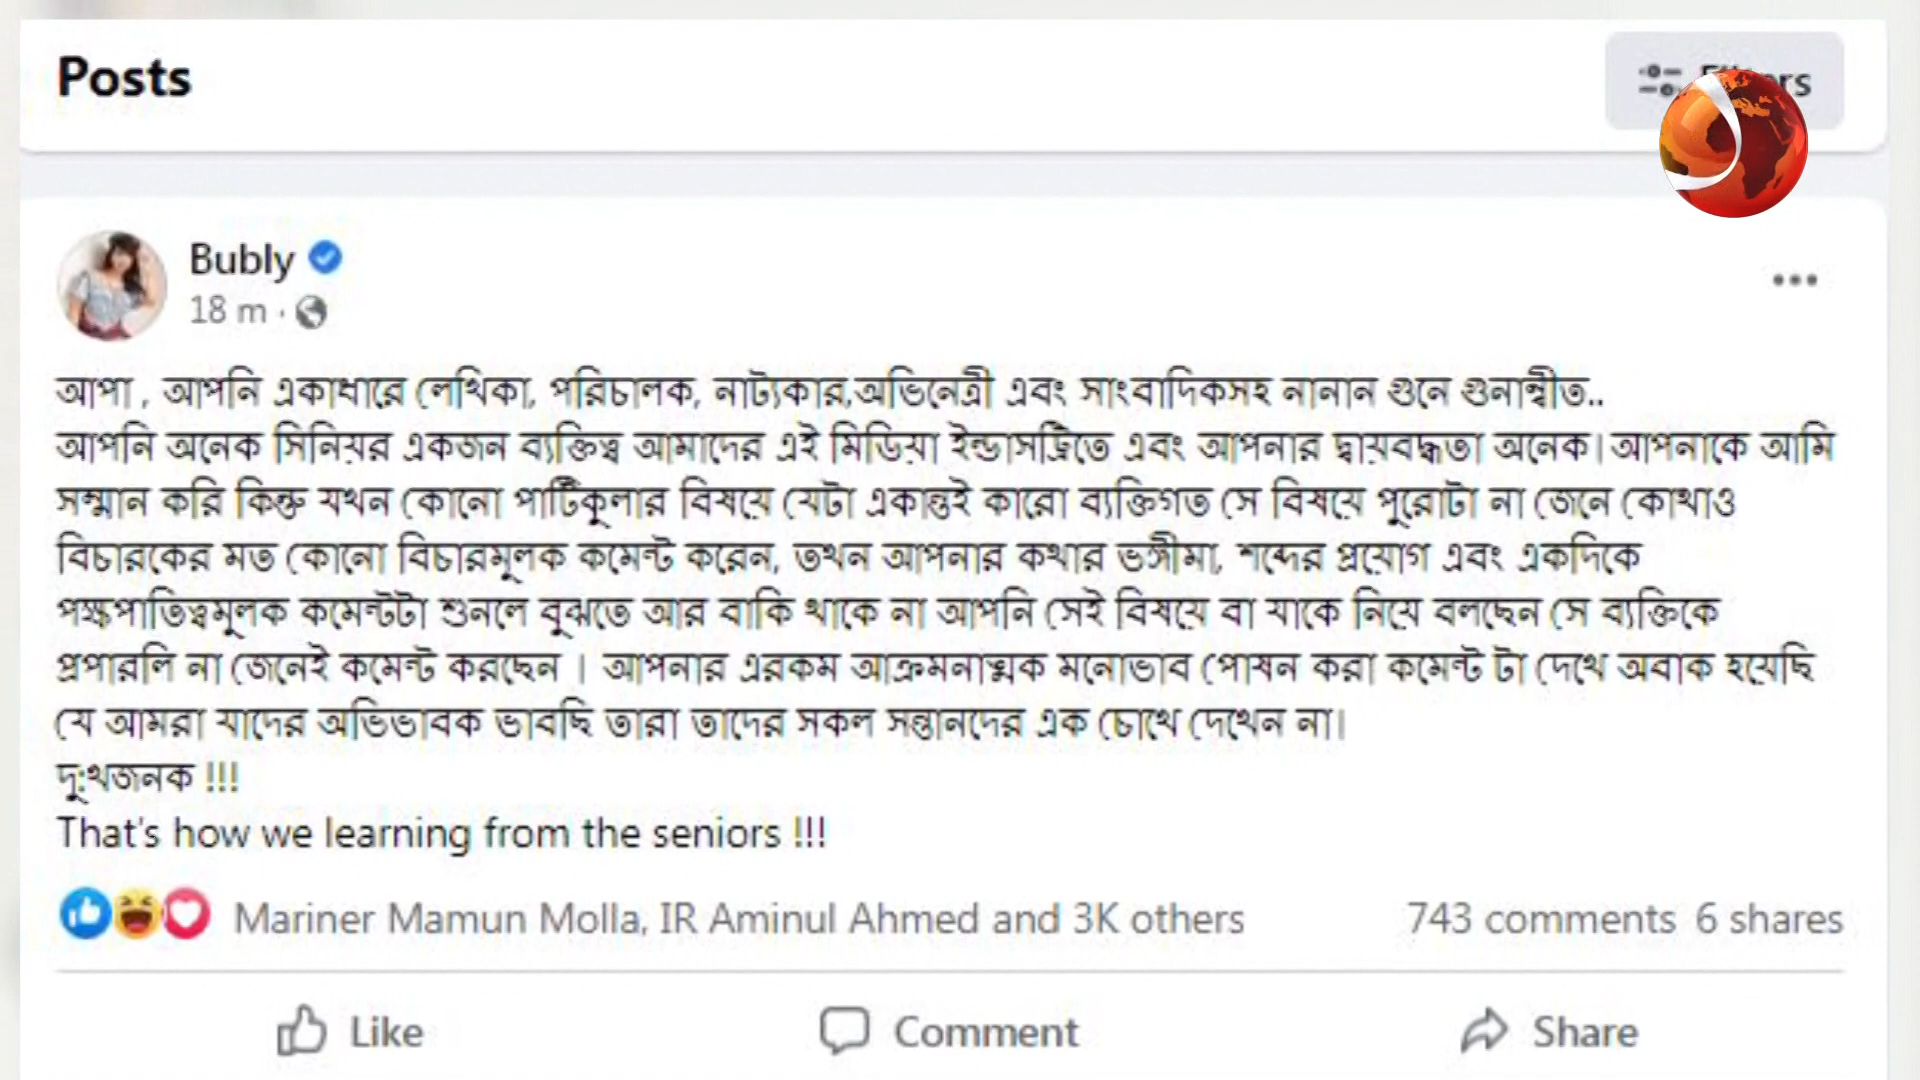 Posts
Filters
Bubly
18 m ·
আপা , আপনি একাধারে লেখিকা, পরিচালক, নাট্যকার,অভিনেত্রী এবং সাংবাদিকসহ নানান গুনে গুনান্বীত..
আপনি অনেক সিনিয়র একজন ব্যক্তিত্ব আমাদের এই মিডিয়া ইন্ডাসট্রিতে এবং আপনার দ্বায়বদ্ধতা অনেক।আপনাকে আমি
সম্মান করি কিন্তু যখন কোনো পার্টিকুলার বিষয়ে যেটা একান্তই কারো ব্যক্তিগত সে বিষয়ে পুরোটা না জেনে কোথাও
বিচারকের মত কোনো বিচারমুলক কমেন্ট করেন, তখন আপনার কথার ভঙ্গীমা, শব্দের প্রয়োগ এবং একদিকে
পক্ষপাতিত্বমুলক কমেন্টটা শুনলে বুঝতে আর বাকি থাকে না আপনি সেই বিষয়ে বা যাকে নিয়ে বলছেন সে ব্যক্তিকে
প্রপারলি না জেনেই কমেন্ট করছেন । আপনার এরকম আক্রমনাত্মক মনোভাব পোষন করা কমেন্ট টা দেখে অবাক হয়েছি
যে আমরা যাদের অভিভাবক ভাবছি তারা তাদের সকল সন্তানদের এক চোখে দেখেন না।
দু:খজনক !!!
That's how we learning from the seniors !!!
Mariner Mamun Molla, IR Aminul Ahmed and 3K others 743 comments 6 shares
Like Comment Share